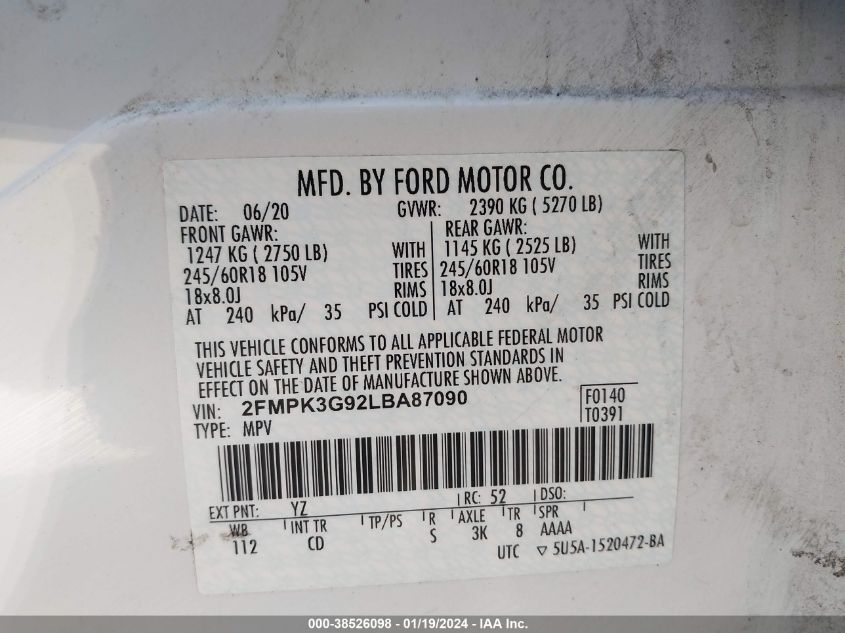 MFD. BY FORD MOTOR CO.
DATE: 06/20 GVWR: 2390 KG ( 5270 LB)
FRONT GAWR: REAR GAWR:
1247 KG ( 2750 LB) WITH 1145 KG ( 2525 LB) WITH
245/60R18 105V TIRES 245/60R18 105V TIRES
18x8.0J RIMS 18x8.0J RIMS
AT 240 kPa/ 35 PSI COLD AT 240 kPa/ 35 PSI COLD
THIS VEHICLE CONFORMS TO ALL APPLICABLE FEDERAL MOTOR
VEHICLE SAFETY AND THEFT PREVENTION STANDARDS IN
EFFECT ON THE DATE OF MANUFACTURE SHOWN ABOVE.
VIN: 2FMPK3G92LBA87090 F0140
TYPE: MPV T0391
EXT PNT: YZ RC: 52 DSO:
WB INT TR TP/PS R AXLE TR SPR
112 CD S 3K 8 AAAA
UTC ▽ 5U5A-1520472-BA
000-38526098 - 01/19/2024 - IAA Inc.